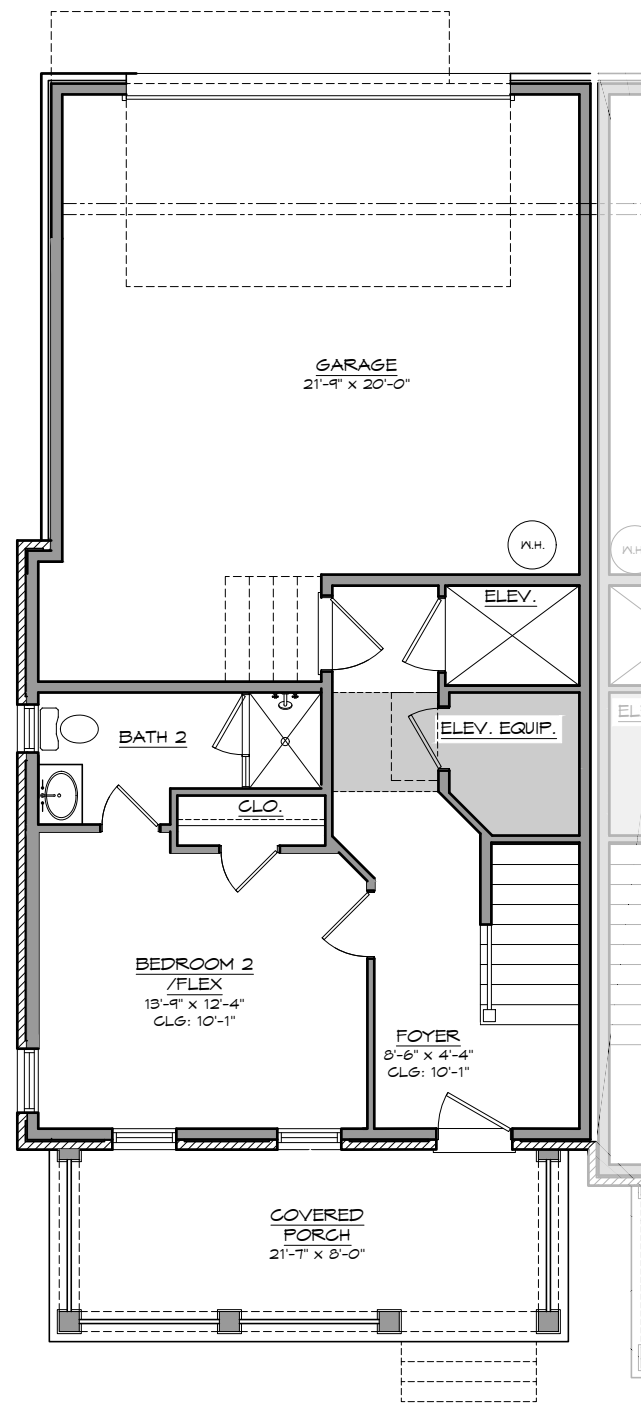 GARAGE
21'-9" x 20'-0"
W.H.
W.H.
ELEV.
ELEV. EQUIP.
EL
BATH 2
CLO.
BEDROOM 2
/FLEX
13'-9" x 12'-4"
CLG: 10'-1"
FOYER
8'-6" x 4'-4"
CLG: 10'-1"
COVERED
PORCH
21'-7" x 8'-0"